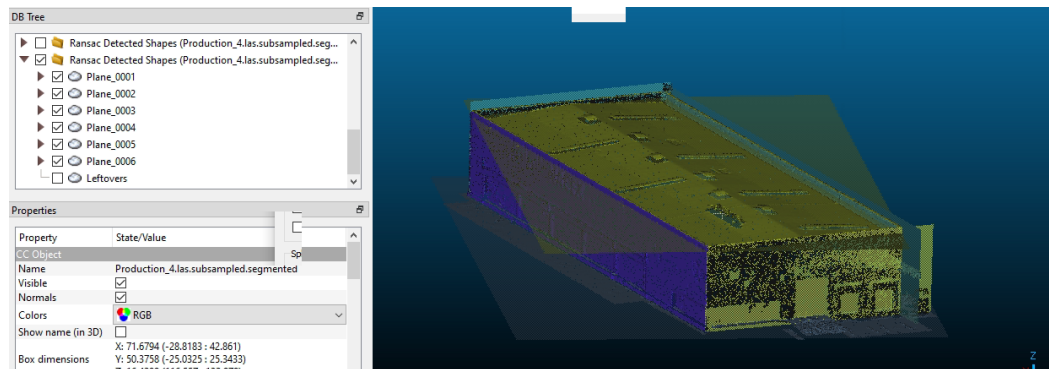 DB Tree
Ransac Detected Shapes (Production_4.las.subsampled.seg...
Ransac Detected Shapes (Production_4.las.subsampled.seg...
Plane_0001
Plane_0002
Plane_0003
Plane_0004
Plane_0005
Plane_0006
Leftovers
Properties
Property State/Value
CC Object
Sp
Name Production_4.las.subsampled.segmented
Visible
Normals
Colors RGB
Show name (in 3D)
X: 71.6794 (-28.8183 : 42.861)
Box dimensions Y: 50.3758 (-25.0325 : 25.3433)
Z